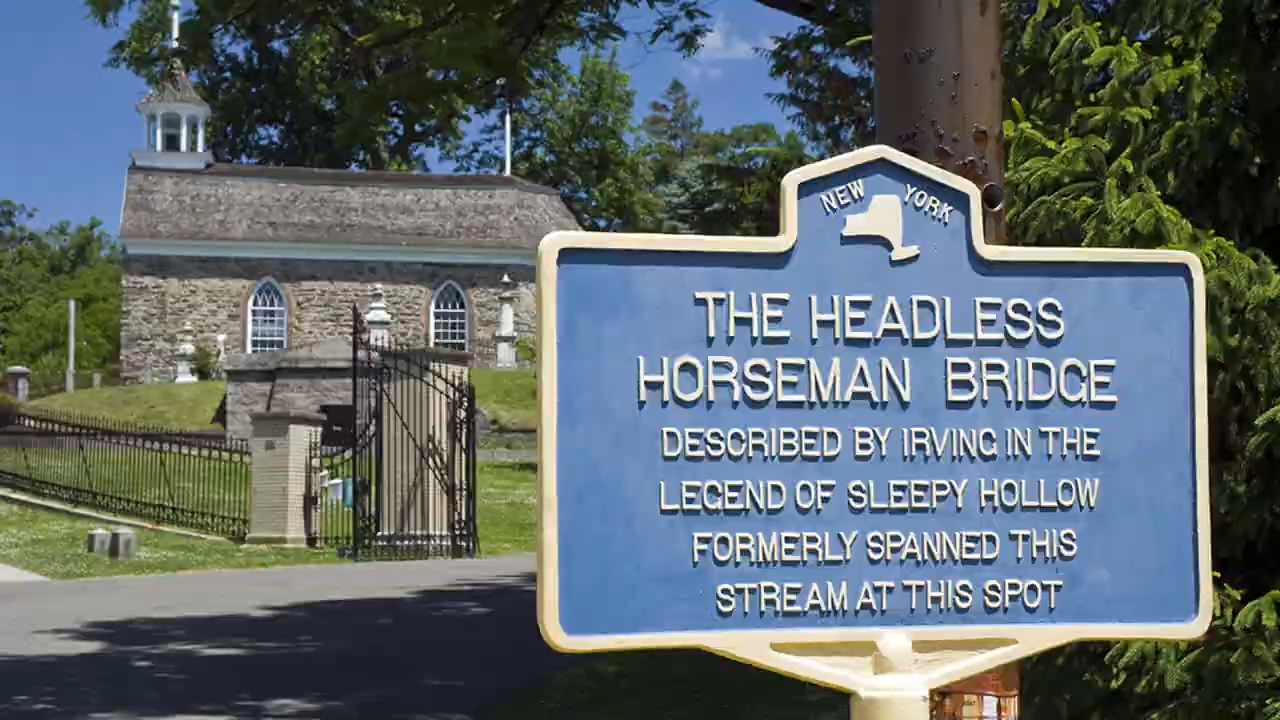 NEW YORK
THE HEADLESS
HORSEMAN BRIDGE
DESCRIBED BY IRVING IN THE
LEGEND OF SLEEPY HOLLOW
FORMERLY SPANNED THIS
STREAM AT THIS SPOT